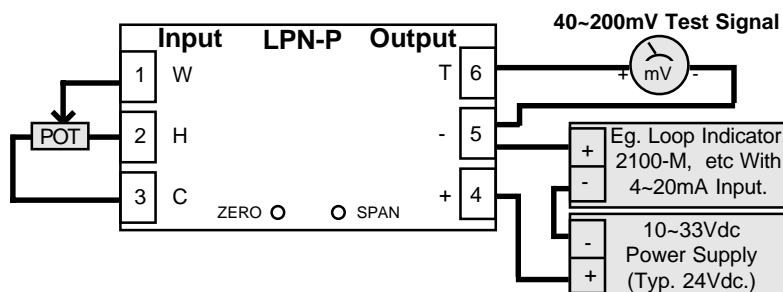 40~200mV Test Signal
Input LPN-P Output
1 W T 6
+ mV -
POT
2 H - 5
3 C + 4
ZERO SPAN
+
-
Eg. Loop Indicator
2100-M, etc With
4~20mA Input.
-
+
10~33Vdc
Power Supply
(Typ. 24Vdc.)